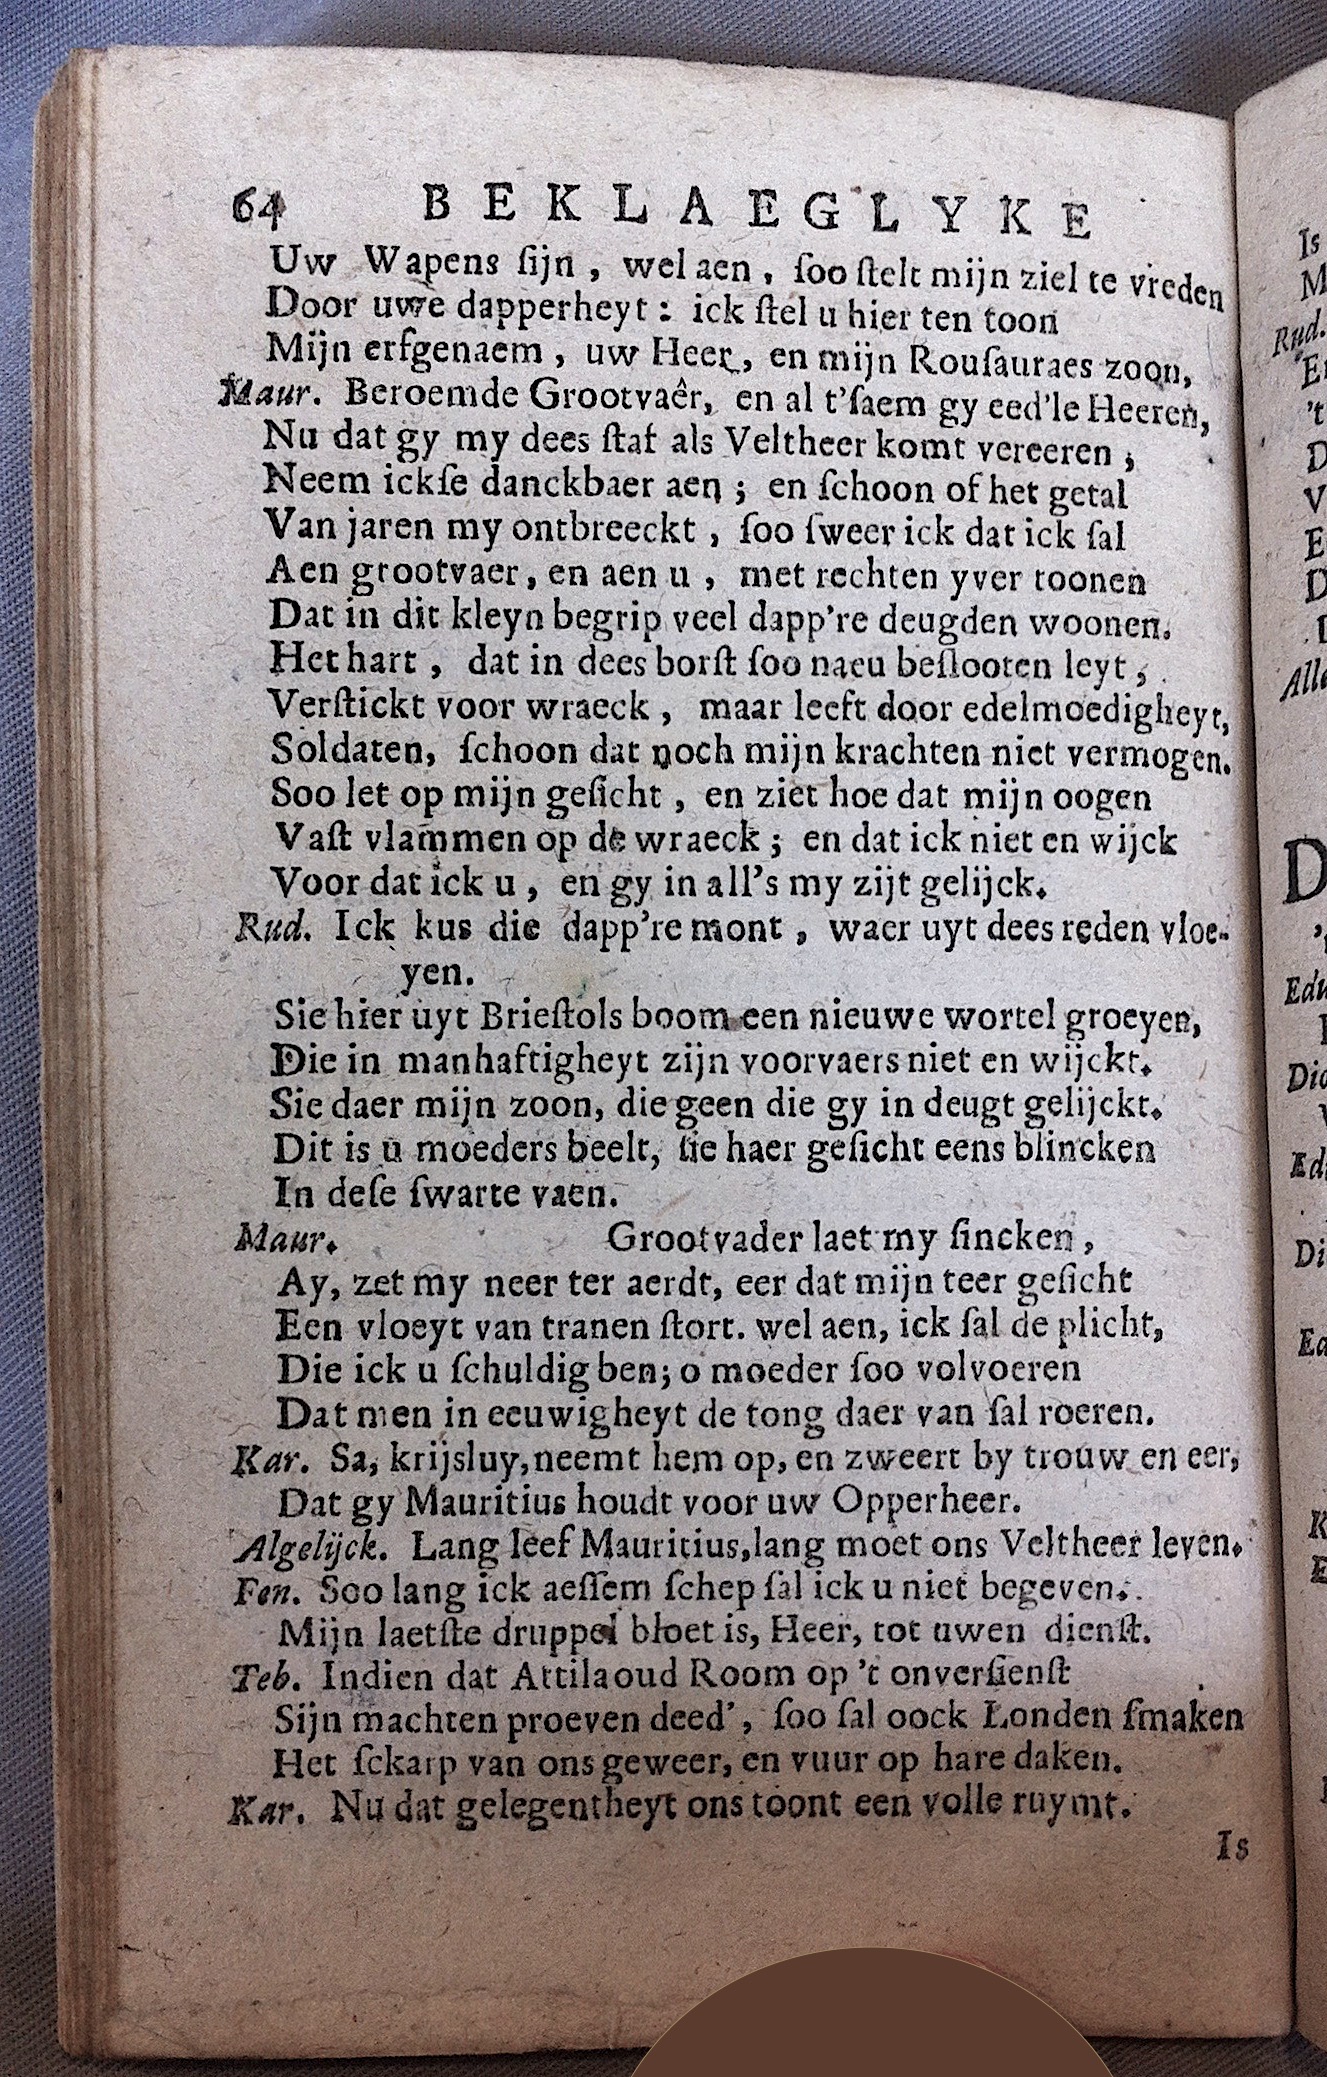 64 BEKLAEGLYKE
Uw Wapens ſijn, wel aen, ſoo ſtelt mijn ziel te vreden
Door uwe dapperheyt: ick ſtel u hier ten toon
Mijn erfgenaem, uw Heer, en mijn Rouſauraes zoon,
Maur. Beroemde Grootvaêr, en al t'ſaem gy eed'le Heeren,
Nu dat gy my dees ſtaf als Veltheer komt vereeren;
Neem ickſe danckbaer aen; en ſchoon of het getal
Van jaren my ontbreeckt, ſoo ſweer ick dat ick ſal
Aen grootvaer, en aen u, met rechten yver toonen
Dat in dit kleyn begrip veel dapp're deugden woonen.
Het hart, dat in dees borſt ſoo naeu beſlooten leyt;
Verſtickt voor wraeck, maar leeft door edelmoedigheyt,
Soldaten, ſchoon dat noch mijn krachten niet vermogen.
Soo let op mijn geſicht, en ziet hoe dat mijn oogen
Vaſt vlammen op de wraeck; en dat ick niet en wijck
Voor dat ick u, en gy in all's my zijt gelijck.
Rud. Ick kus die dapp're mont, waer uyt dees reden vloe-
yen.
Sie hier uyt Brieſtols boom een nieuwe wortel groeyen,
Die in manhaftigheyt zijn voorvaers niet en wijckt.
Sie daer mijn zoon, die geen die gy in deugt gelijckt.
Dit is u moeders beelt, ſie haer geſicht eens blincken
In deſe ſwarte vaen.
Maur. Grootvader laet my ſincken,
Ay, zet my neer ter aerdt, eer dat mijn teer geſicht
Een vloeyt van tranen ſtort. wel aen, ick ſal de plicht,
Die ick u ſchuldig ben; o moeder ſoo volvoeren
Dat men in eeuwigheyt de tong daer van ſal roeren.
Kar. Sa, krijsluy, neemt hem op, en zweert by trouw en eer,
Dat gy Mauritius houdt voor uw Opperheer.
Algelijck. Lang leef Mauritius, lang moet ons Veltheer leven.
Fen. Soo lang ick aeſſem ſchep ſal ick u niet begeven.
Mijn laetſte druppel bloet is, Heer, tot uwen dienſt.
Teb. Indien dat Attila oud Room op 't onverſienſt
Sijn machten proeven deed', ſoo ſal oock Londen ſmaken
Het ſckarp van ons geweer, en vuur op hare daken.
Kar. Nu dat gelegentheyt ons toont een volle ruymt.
Is